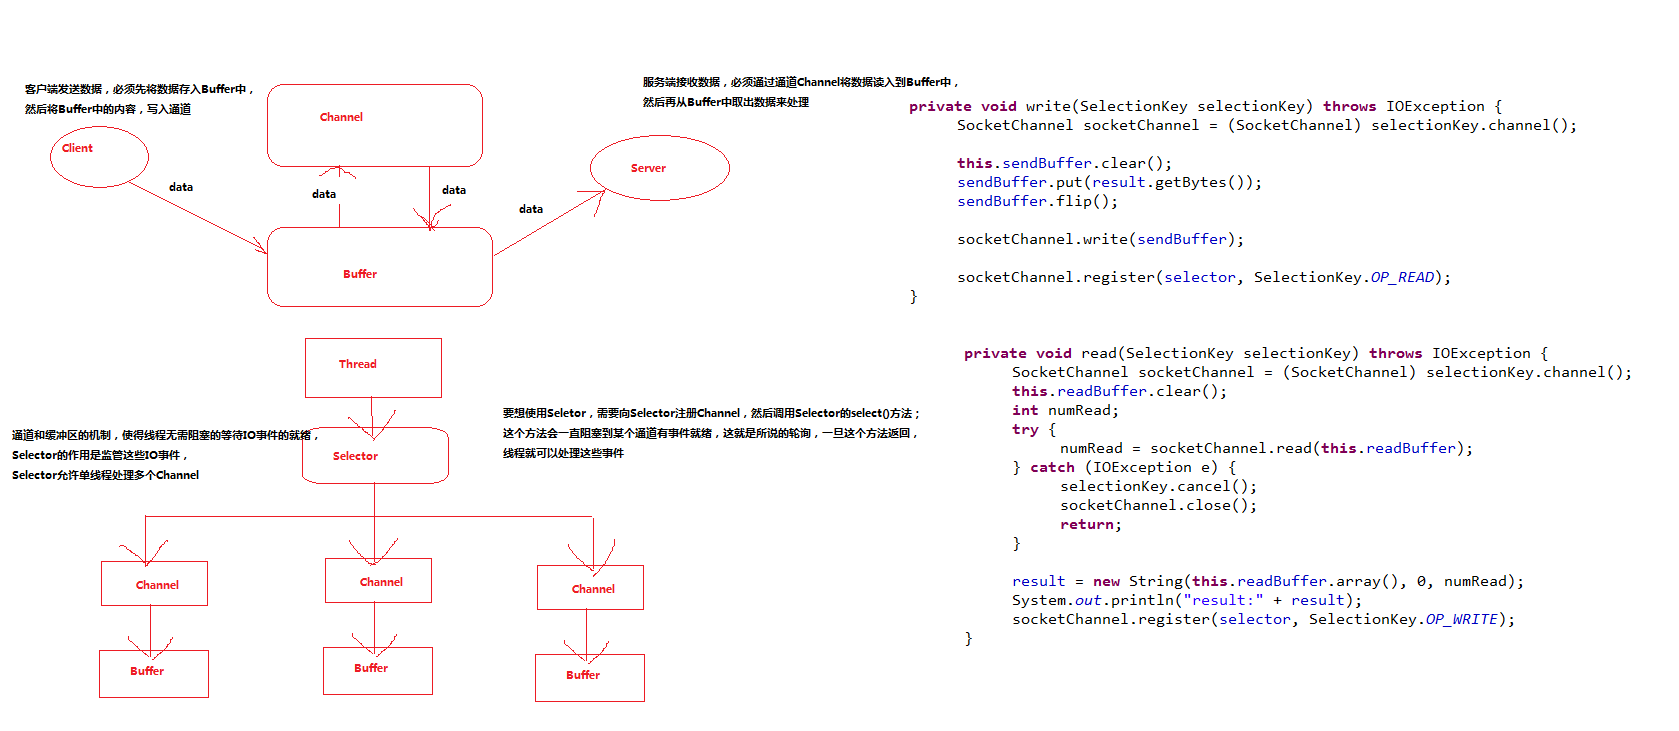 客户端发送数据，必须先将数据存入Buffer中，
然后将Buffer中的内容，写入通道
Client
data
Channel
data
data
Buffer
data
服务端接收数据，必须通过通道Channel将数据读入到Buffer中，
然后再从Buffer中取出数据来处理
Server
Thread
通道和缓冲区的机制，使得线程无需阻塞的等待IO事件的就绪，
Selector的作用是监管这些IO事件，
Selector允许单线程处理多个Channel
Selector
要想使用Seletor，需要向Selector注册Channel，然后调用Selector的select()方法；
这个方法会一直阻塞到某个通道有事件就绪，这就是所说的轮询，一旦这个方法返回，
线程就可以处理这些事件
Channel
Channel
Channel
Buffer
Buffer
Buffer
private void write(SelectionKey selectionKey) throws IOException {
SocketChannel socketChannel = (SocketChannel) selectionKey.channel();
this.sendBuffer.clear();
sendBuffer.put(result.getBytes());
sendBuffer.flip();
socketChannel.write(sendBuffer);
socketChannel.register(selector, SelectionKey.OP_READ);
}
private void read(SelectionKey selectionKey) throws IOException {
SocketChannel socketChannel = (SocketChannel) selectionKey.channel();
this.readBuffer.clear();
int numRead;
try {
numRead = socketChannel.read(this.readBuffer);
} catch (IOException e) {
selectionKey.cancel();
socketChannel.close();
return;
}
result = new String(this.readBuffer.array(), 0, numRead);
System.out.println("result:" + result);
socketChannel.register(selector, SelectionKey.OP_WRITE);
}